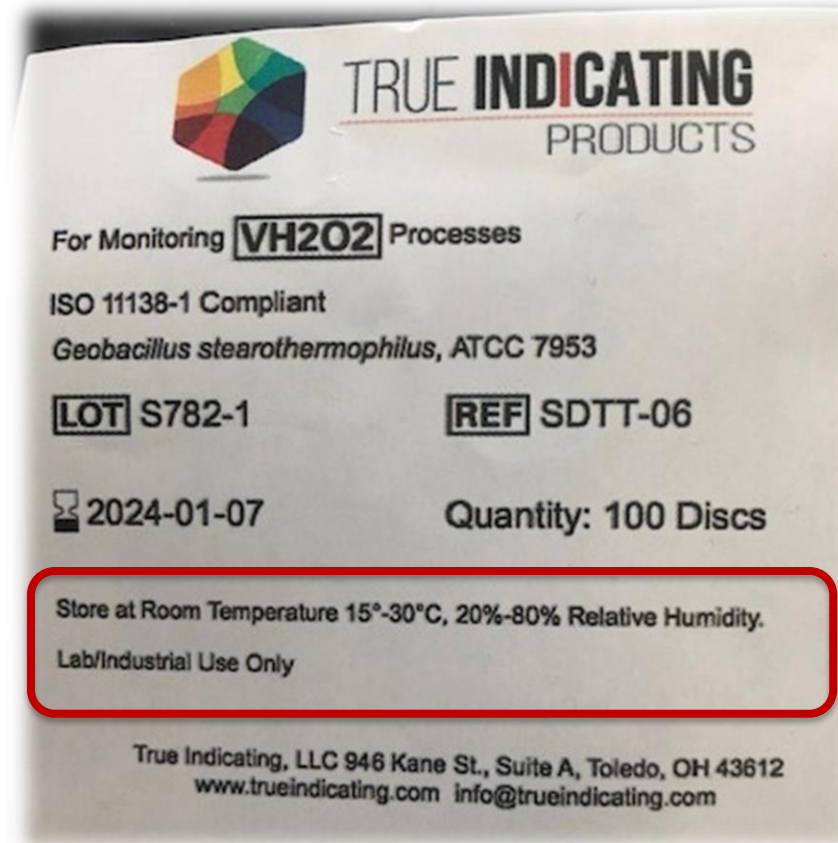 TRUE INDICATING
PRODUCTS
For Monitoring VH2O2 Processes
ISO 11138-1 Compliant
Geobacillus stearothermophilus, ATCC 7953
LOT S782-1
REF SDTT-06
2024-01-07
Quantity: 100 Discs
Store at Room Temperature 15°-30°C, 20%-80% Relative Humidity.
Lab/Industrial Use Only
True Indicating, LLC 946 Kane St., Suite A, Toledo, OH 43612
www.trueindicating.com info@trueindicating.com